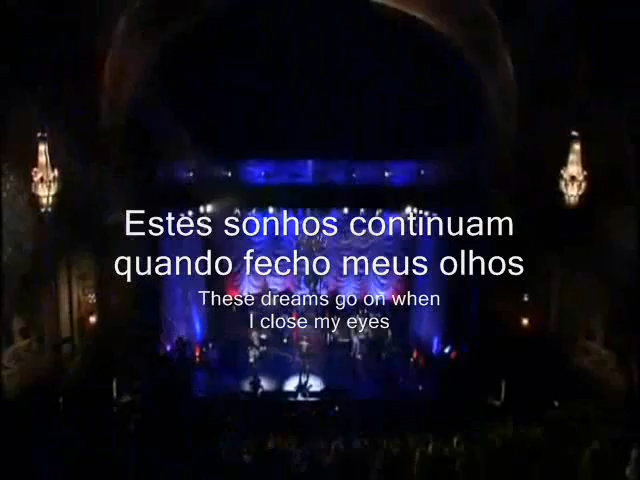 Estes sonhos continuam
quando fecho meus olhos
These dreams go on when
I close my eyes